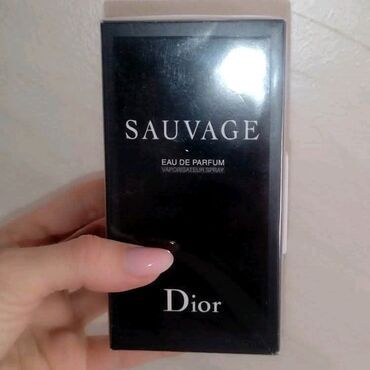 SAUVAGE
EAU DE PARFUM
VAPORISATEUR SPRAY
Dior